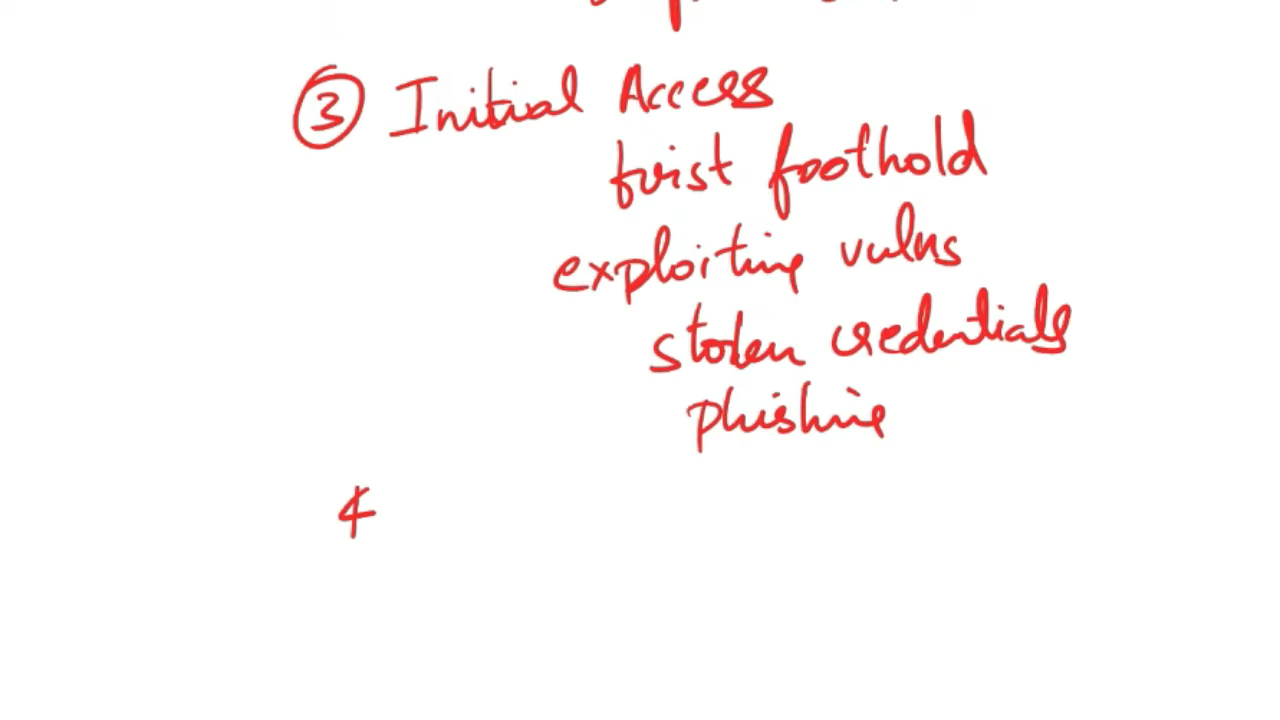 ③ Initial Access
first foothold
exploiting vulns
stolen credentials
phishing
4